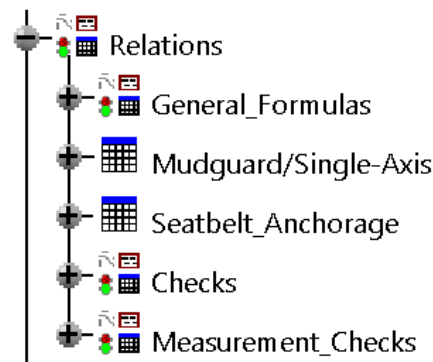 Relations
General_Formulas
Mudguard/Single-Axis
Seatbelt_Anchorage
Checks
Measurement_Checks